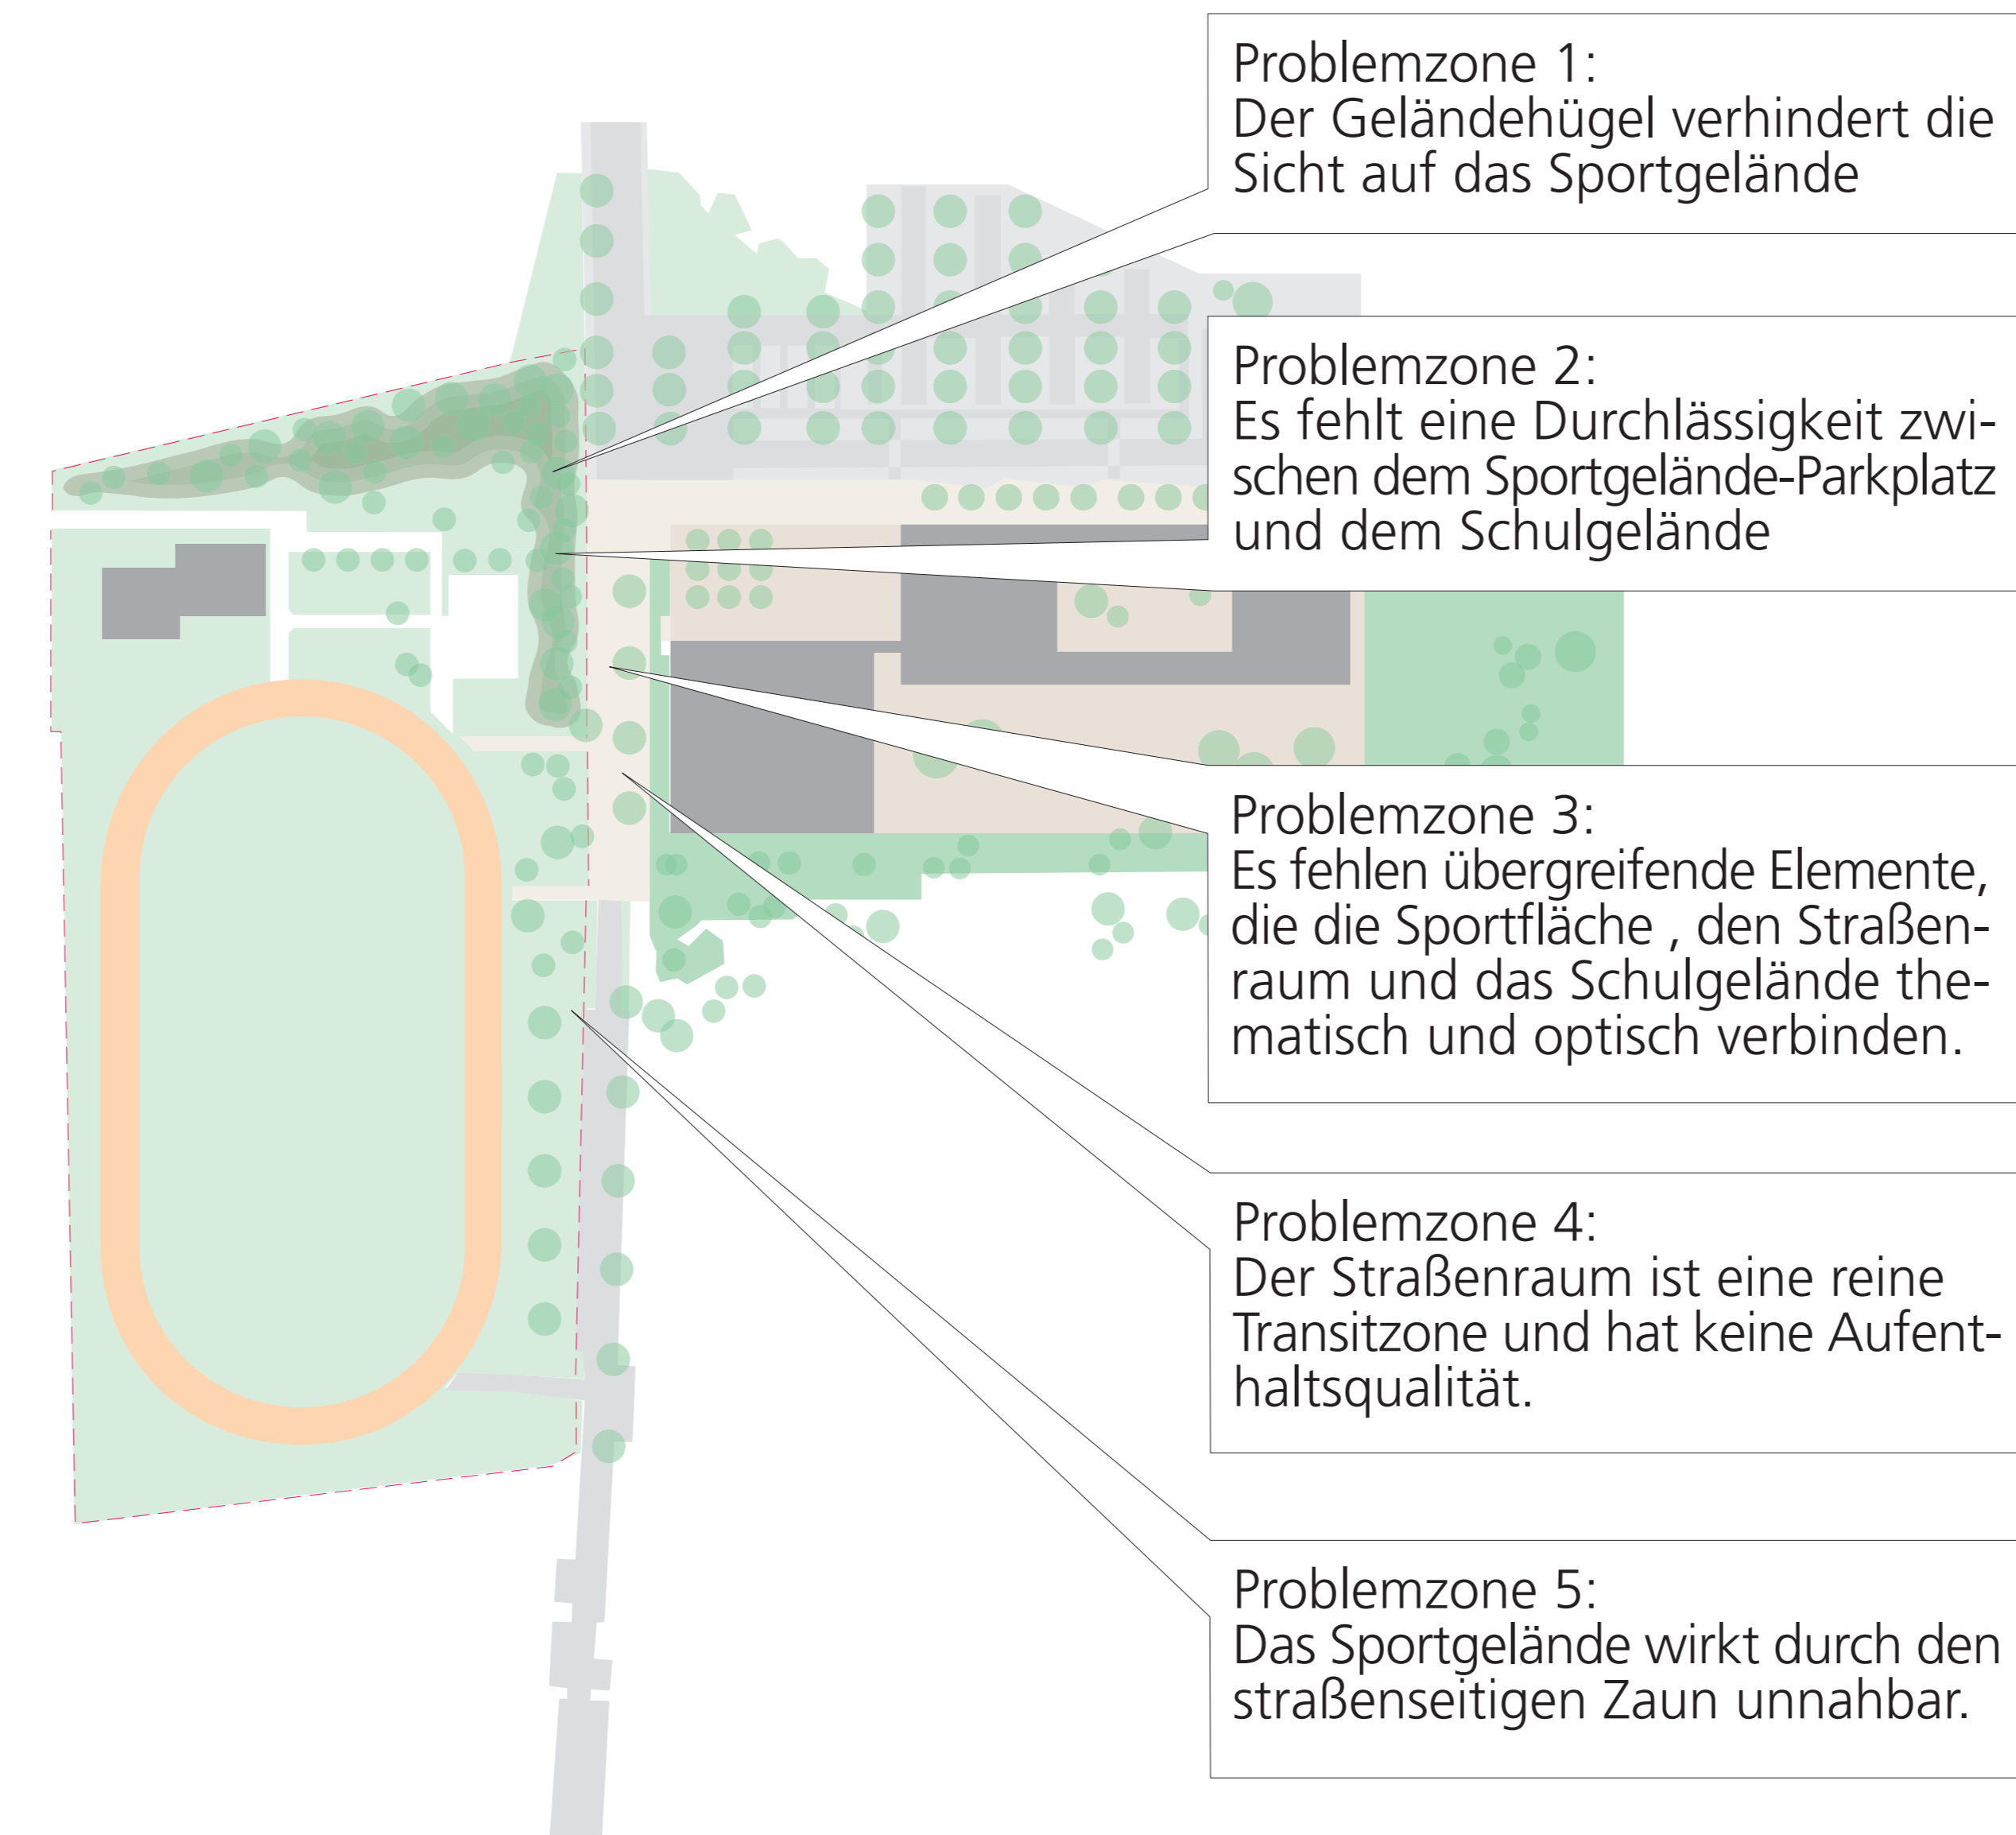 Problemzone 1:
Der Geländehügel verhindert die
Sicht auf das Sportgelände
Problemzone 2:
Es fehlt eine Durchlässigkeit zwi-
schen dem Sportgelände-Parkplatz
und dem Schulgelände
Problemzone 3:
Es fehlen übergreifende Elemente,
die die Sportfläche , den Straßen-
raum und das Schulgelände the-
matisch und optisch verbinden.
Problemzone 4:
Der Straßenraum ist eine reine
Transitzone und hat keine Aufent-
haltsqualität.
Problemzone 5:
Das Sportgelände wirkt durch den
straßenseitigen Zaun unnahbar.